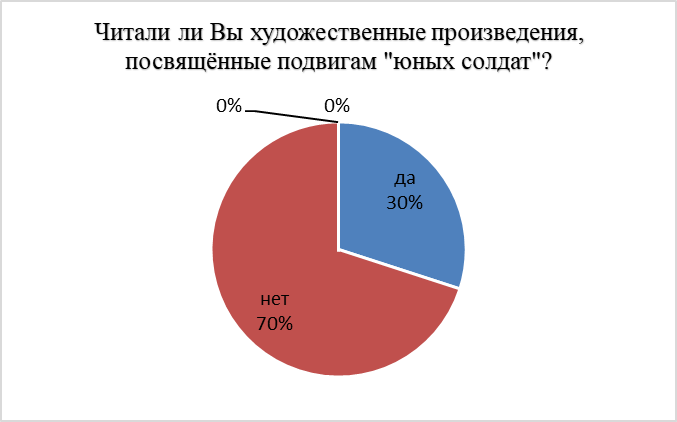 Читали ли Вы художественные произведения,
посвящённые подвигам "юных солдат"?
0%
0%
да
30%
нет
70%